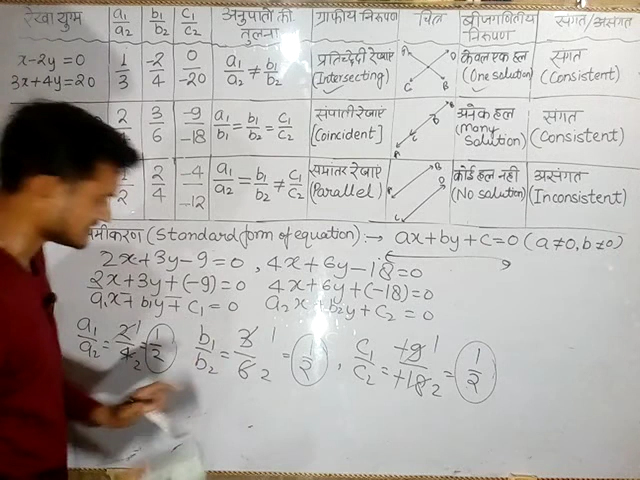 रेखा युग्म a₁/a₂ b₁/b₂ c₁/c₂ अनुपातों की तुलना ग्राफीय निरूपण चित्र बीजगणितीय निरूपण संगत/असंगत
x-2y=0 3x+4y=20 1/3 -2/4 0/-20 a₁/a₂ ≠ b₁/b₂ प्रतिच्छेदी रेखाएं (Intersecting) A D C B केवल एक हल (One solution) संगत (Consistent)
2 3/6 -9/-18 a₁/a₂ = b₁/b₂ = c₁/c₂ संपाती रेखाएं [Coincident] अनेक हल (many solution) संगत (Consistent)
2 2/4 -4/-12 a₁/a₂ = b₁/b₂ ≠ c₁/c₂ समांतर रेखाएं (Parallel) कोई हल नहीं (No solution) असंगत (Inconsistent)
समीकरण (Standard form of equation) :→ ax+by+c=0 (a≠0, b≠0)
2x+3y-9=0 , 4x+6y-18=0
2x+3y+(-9)=0 4x+6y+(-18)=0
a₁x+b₁y+c₁=0 a₂x+b₂y+c₂=0
a₁/a₂ = 2/4 = 1/2 b₁/b₂ = 3/6 = 1/2 , c₁/c₂ = -9/-18 = 1/2